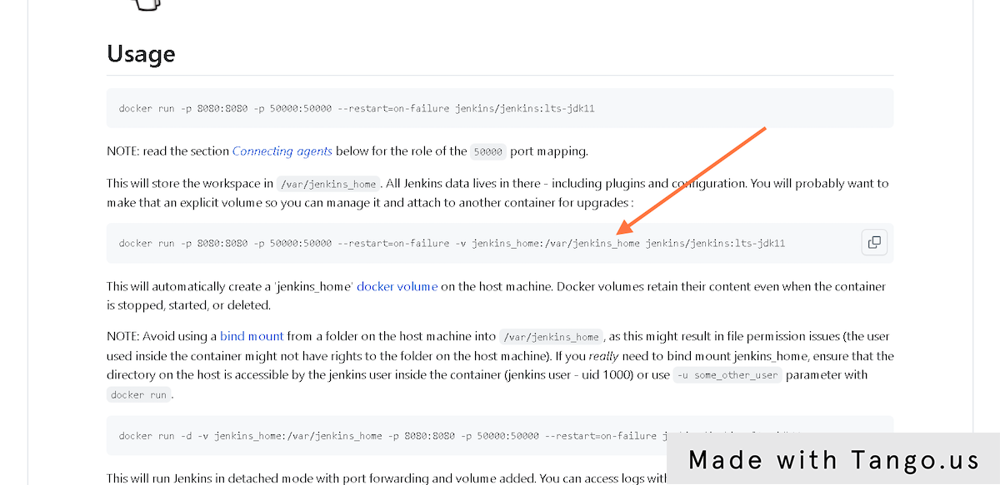 Usage
docker run -p 8080:8080 -p 50000:50000 --restart=on-failure jenkins/jenkins:lts-jdk11
NOTE: read the section Connecting agents below for the role of the 50000 port mapping.
This will store the workspace in /var/jenkins_home. All Jenkins data lives in there - including plugins and configuration. You will probably want to
make that an explicit volume so you can manage it and attach to another container for upgrades :
docker run -p 8080:8080 -p 50000:50000 --restart=on-failure -v jenkins_home:/var/jenkins_home jenkins/jenkins:lts-jdk11
This will automatically create a 'jenkins_home' docker volume on the host machine. Docker volumes retain their content even when the container
is stopped, started, or deleted.
NOTE: Avoid using a bind mount from a folder on the host machine into /var/jenkins_home, as this might result in file permission issues (the user
used inside the container might not have rights to the folder on the host machine). If you really need to bind mount jenkins_home, ensure that the
directory on the host is accessible by the jenkins user inside the container (jenkins user - uid 1000) or use -u some_other_user parameter with
docker run.
docker run -d -v jenkins_home:/var/jenkins_home -p 8080:8080 -p 50000:50000 --restart=on-failure
This will run Jenkins in detached mode with port forwarding and volume added. You can access logs with
Made with Tango.us